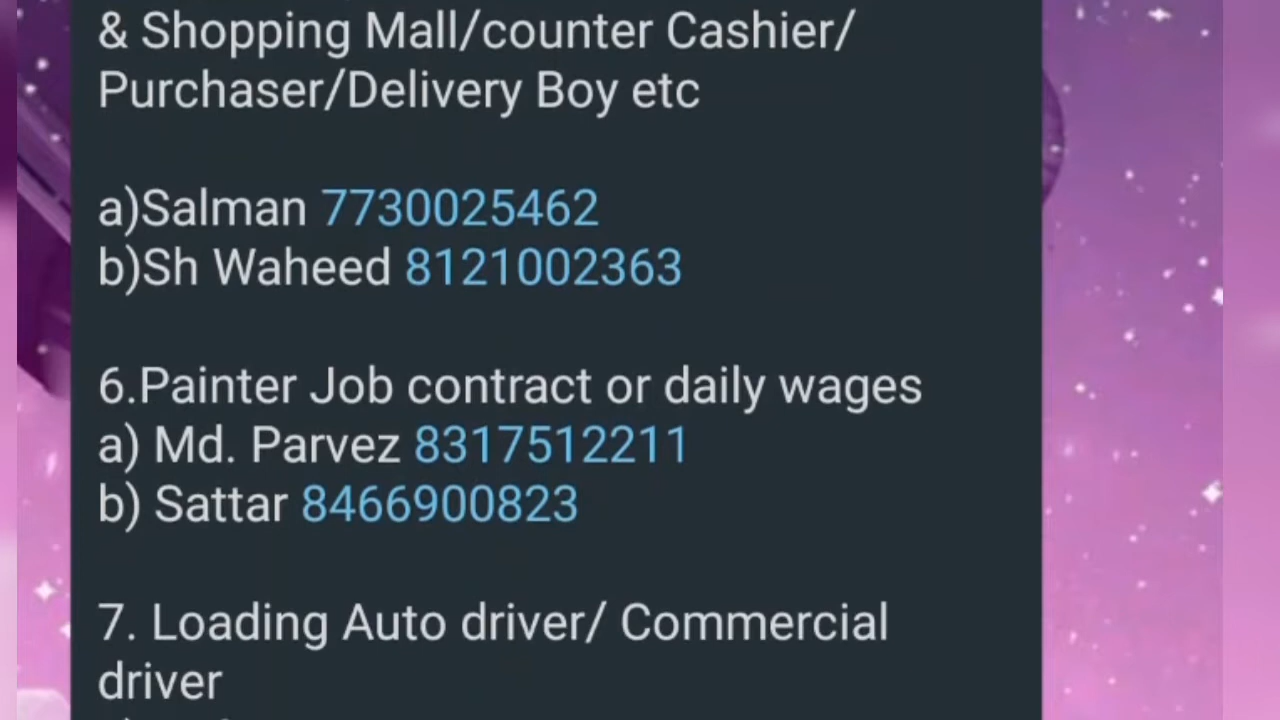 & Shopping Mall/counter Cashier/
Purchaser/Delivery Boy etc
a)Salman 7730025462
b)Sh Waheed 8121002363
6.Painter Job contract or daily wages
a) Md. Parvez 8317512211
b) Sattar 8466900823
7. Loading Auto driver/ Commercial
driver